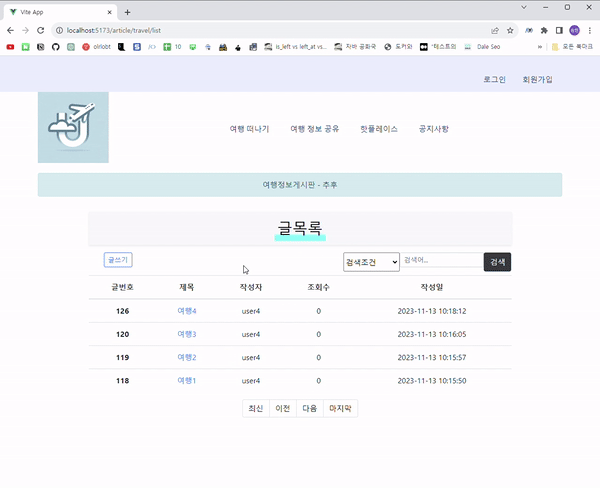 Vite App
localhost:5173/article/travel/list
oirlobt
10
is_left vs left_at vs...
자바 공화국
도커와
테스트의
Dale Seo
모든 북마크
로그인 회원가입
여행 떠나기 여행 정보 공유 핫플레이스 공지사항
여행정보게시판 - 추후
글목록
글쓰기 검색조건 검색어... 검색
글번호 제목 작성자 조회수 작성일
126 여행4 user4 0 2023-11-13 10:18:12
120 여행3 user4 0 2023-11-13 10:16:05
119 여행2 user4 0 2023-11-13 10:15:57
118 여행1 user4 0 2023-11-13 10:15:50
최신 이전 다음 마지막